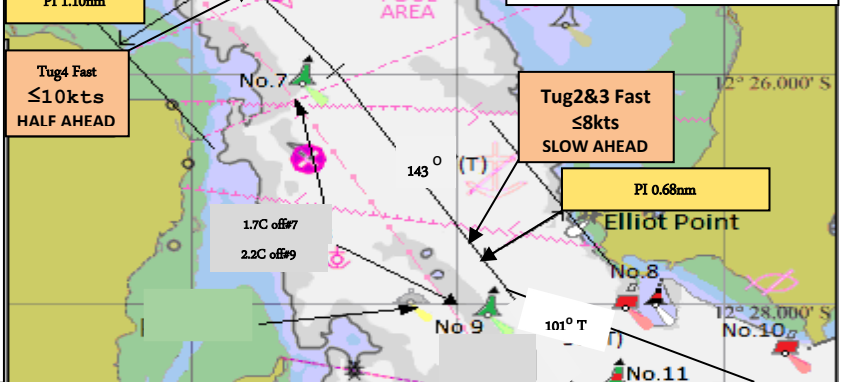 PI 1.10nm
AREA
Tug4 Fast
≤10kts
HALF AHEAD
No.7
12° 26.000' S
Tug2&3 Fast
≤8kts
SLOW AHEAD
143°
(T)
PI 0.68nm
1.7C off#7
2.2C off#9
Elliot Point
No.8
12° 28.000' S
No 9
101° T
No.10
T)
No.11